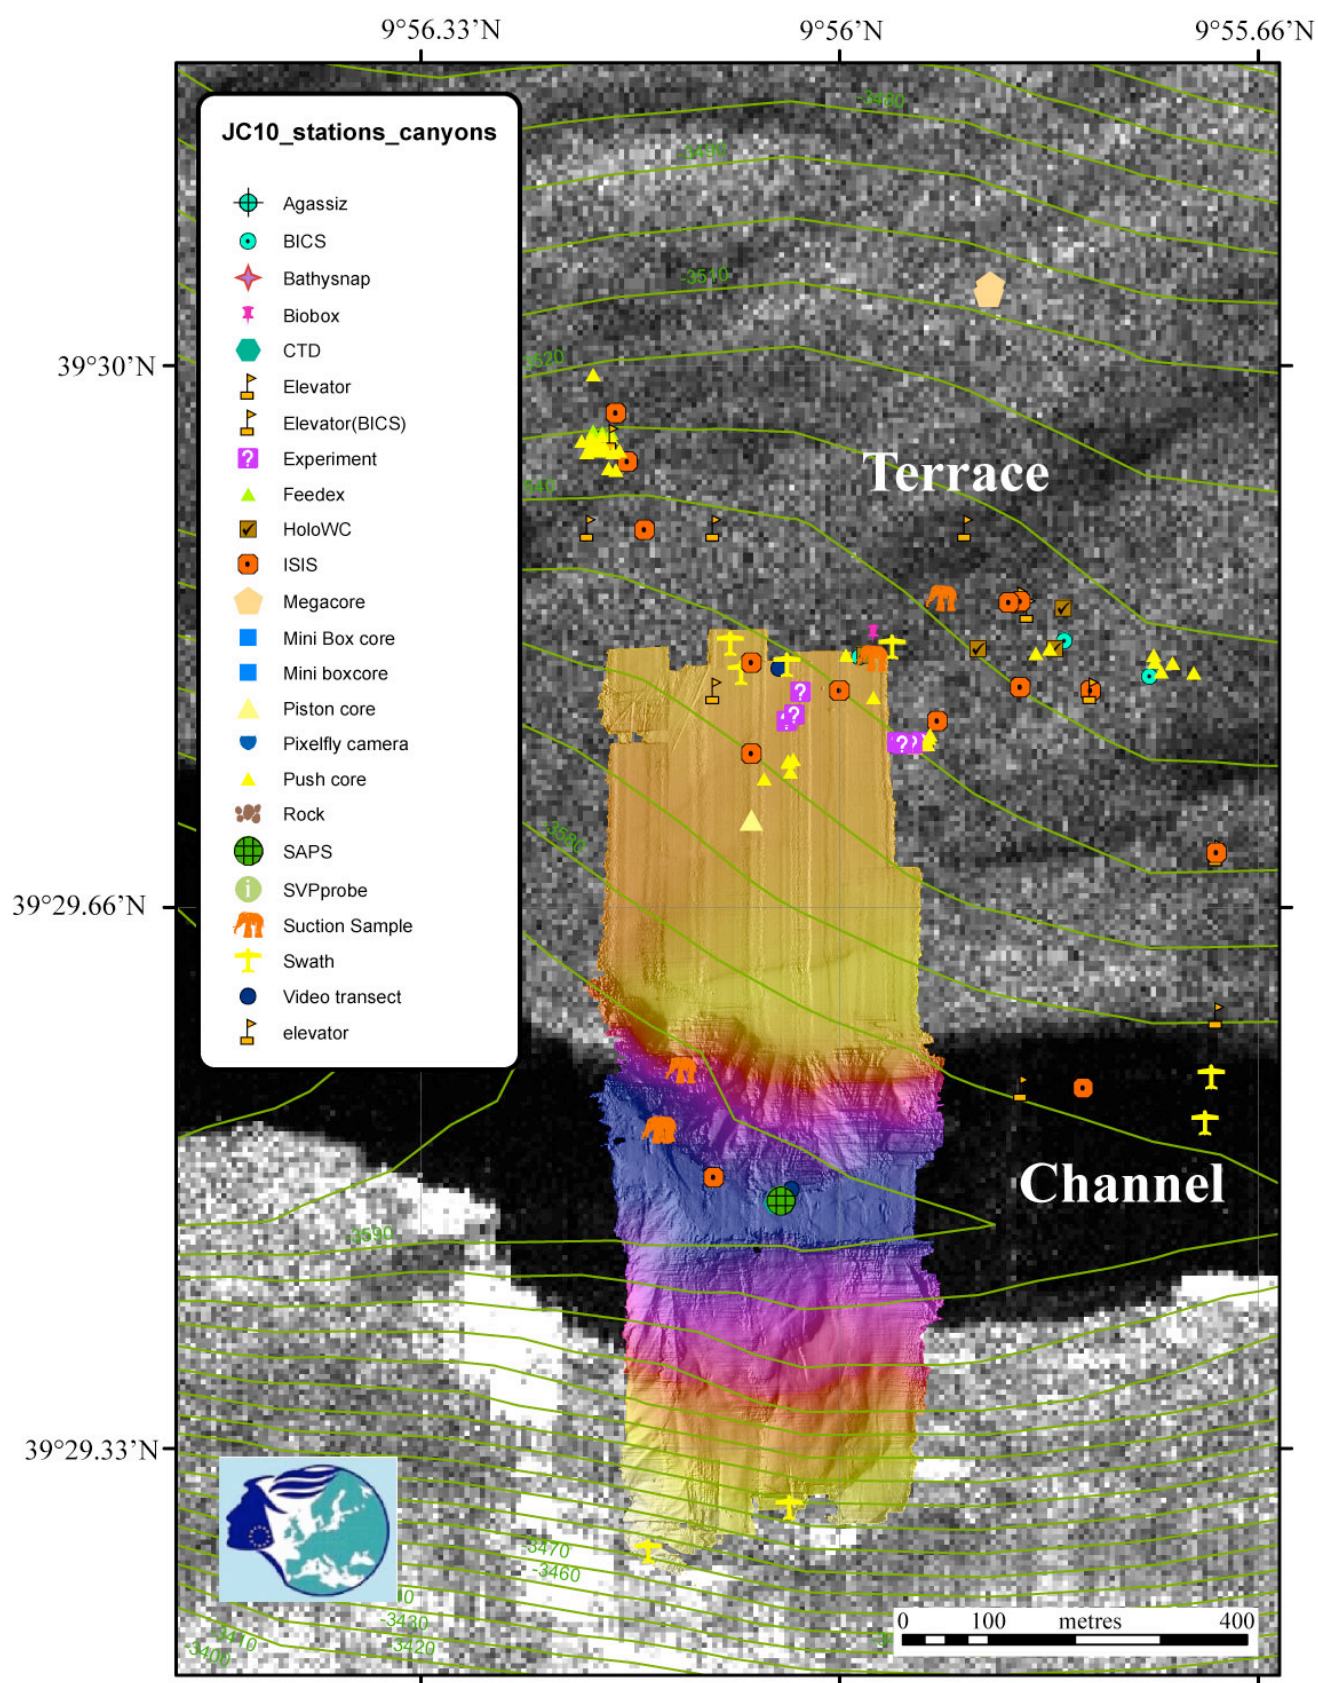 9°56.33’N
9°56’N
9°55.66’N
JC10_stations_canyons
Agassiz
BICS
Bathysnap
Biobox
CTD
Elevator
Elevator(BICS)
Experiment
Feedex
HoloWC
ISIS
Megacore
Mini Box core
Mini boxcore
Piston core
Pixelfly camera
Push core
Rock
SAPS
SVPprobe
Suction Sample
Swath
Video transect
elevator
-3480
-3490
-3510
39°30’N
3520
Terrace
-3580
39°29.66’N
Channel
-3590
39°29.33’N
-3470
-3460
-3430
-3420
-3410
-3400
0 100 metres 400